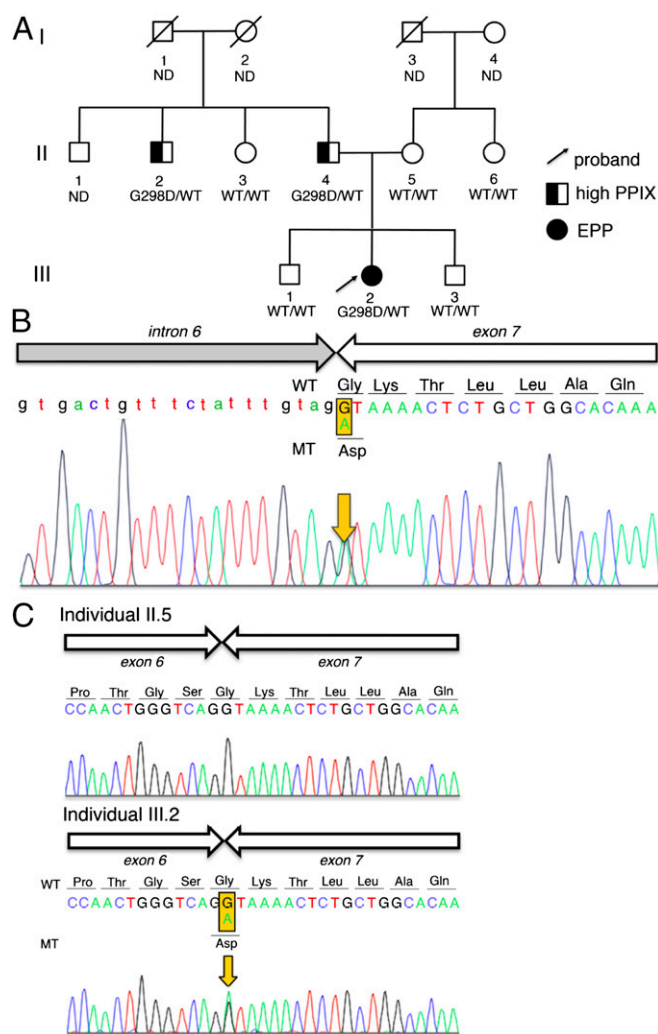 A
I
1 2 3 4
ND ND ND ND
II
proband
high PPIX
EPP
1 2 3 4 5 6
ND G298D/WT WT/WT G298D/WT WT/WT WT/WT
III
1 2 3
WT/WT G298D/WT WT/WT
B
intron 6 exon 7
WT Gly Lys Thr Leu Leu Ala Gln
g t g a c t g t t t c t a t t t g t a g G T A A A A C T C T G C T G G C A C A A A
A
MT Asp
C
Individual II.5
exon 6 exon 7
Pro Thr Gly Ser Gly Lys Thr Leu Leu Ala Gln
CCAACTGGGTCAGGTAAAACTCTGCTGGCACAA
Individual III.2
exon 6 exon 7
WT Pro Thr Gly Ser Gly Lys Thr Leu Leu Ala Gln
CCAACTGGGTCAGGTAAAACTCTGCTGGCACAA
A
MT Asp